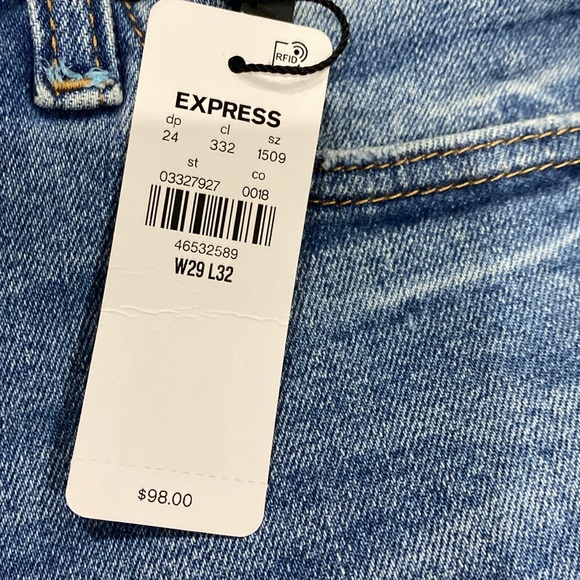 RFID
EXPRESS
dp cl sz
24 332 1509
st co
03327927 0018
46532589
W29 L32
$98.00